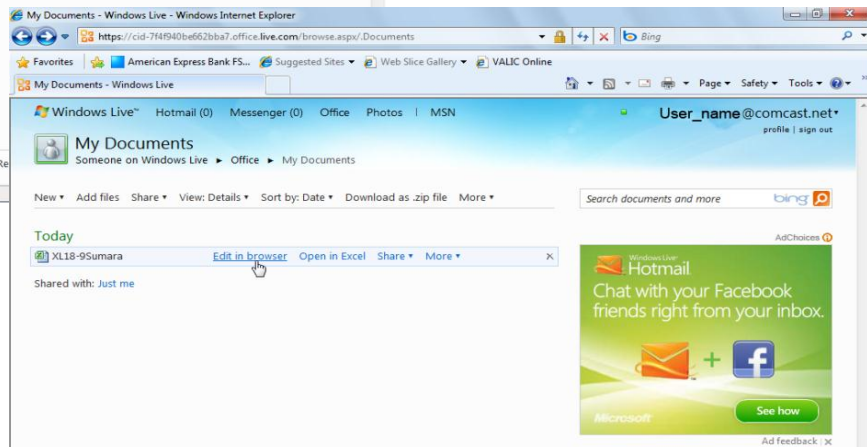 My Documents - Windows Live - Windows Internet Explorer
https://cid-7f4f940be662bba7.office.live.com/browse.aspx/.Documents
Bing
Favorites American Express Bank FS... Suggested Sites Web Slice Gallery VALIC Online
My Documents - Windows Live Page Safety Tools
Windows Live™ Hotmail (0) Messenger (0) Office Photos | MSN User_name@comcast.net
profile | sign out
My Documents
Someone on Windows Live ▸ Office ▸ My Documents
Re
New Add files Share View: Details Sort by: Date Download as .zip file More
Search documents and more bing
Today
AdChoices
XL18-9Sumara Edit in browser Open in Excel Share More ×
Shared with: Just me
Windows Live™
Hotmail
Chat with your Facebook
friends right from your inbox.
+ f
See how
Microsoft
Ad feedback x